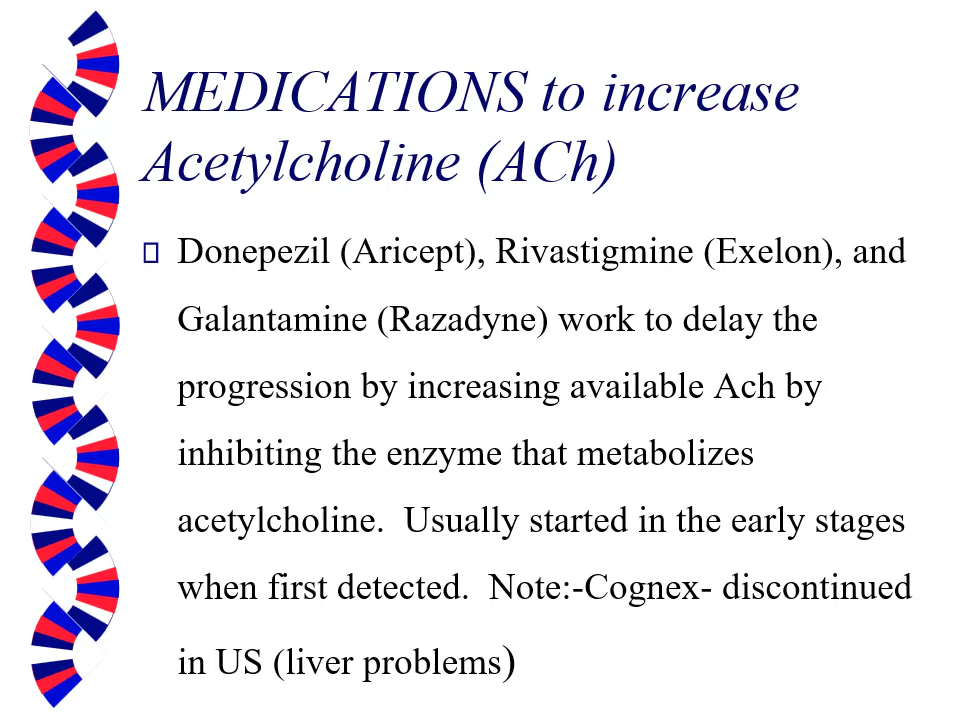 MEDICATIONS to increase
Acetylcholine (ACh)
Donepezil (Aricept), Rivastigmine (Exelon), and
Galantamine (Razadyne) work to delay the
progression by increasing available Ach by
inhibiting the enzyme that metabolizes
acetylcholine.  Usually started in the early stages
when first detected.  Note:-Cognex- discontinued
in US (liver problems)